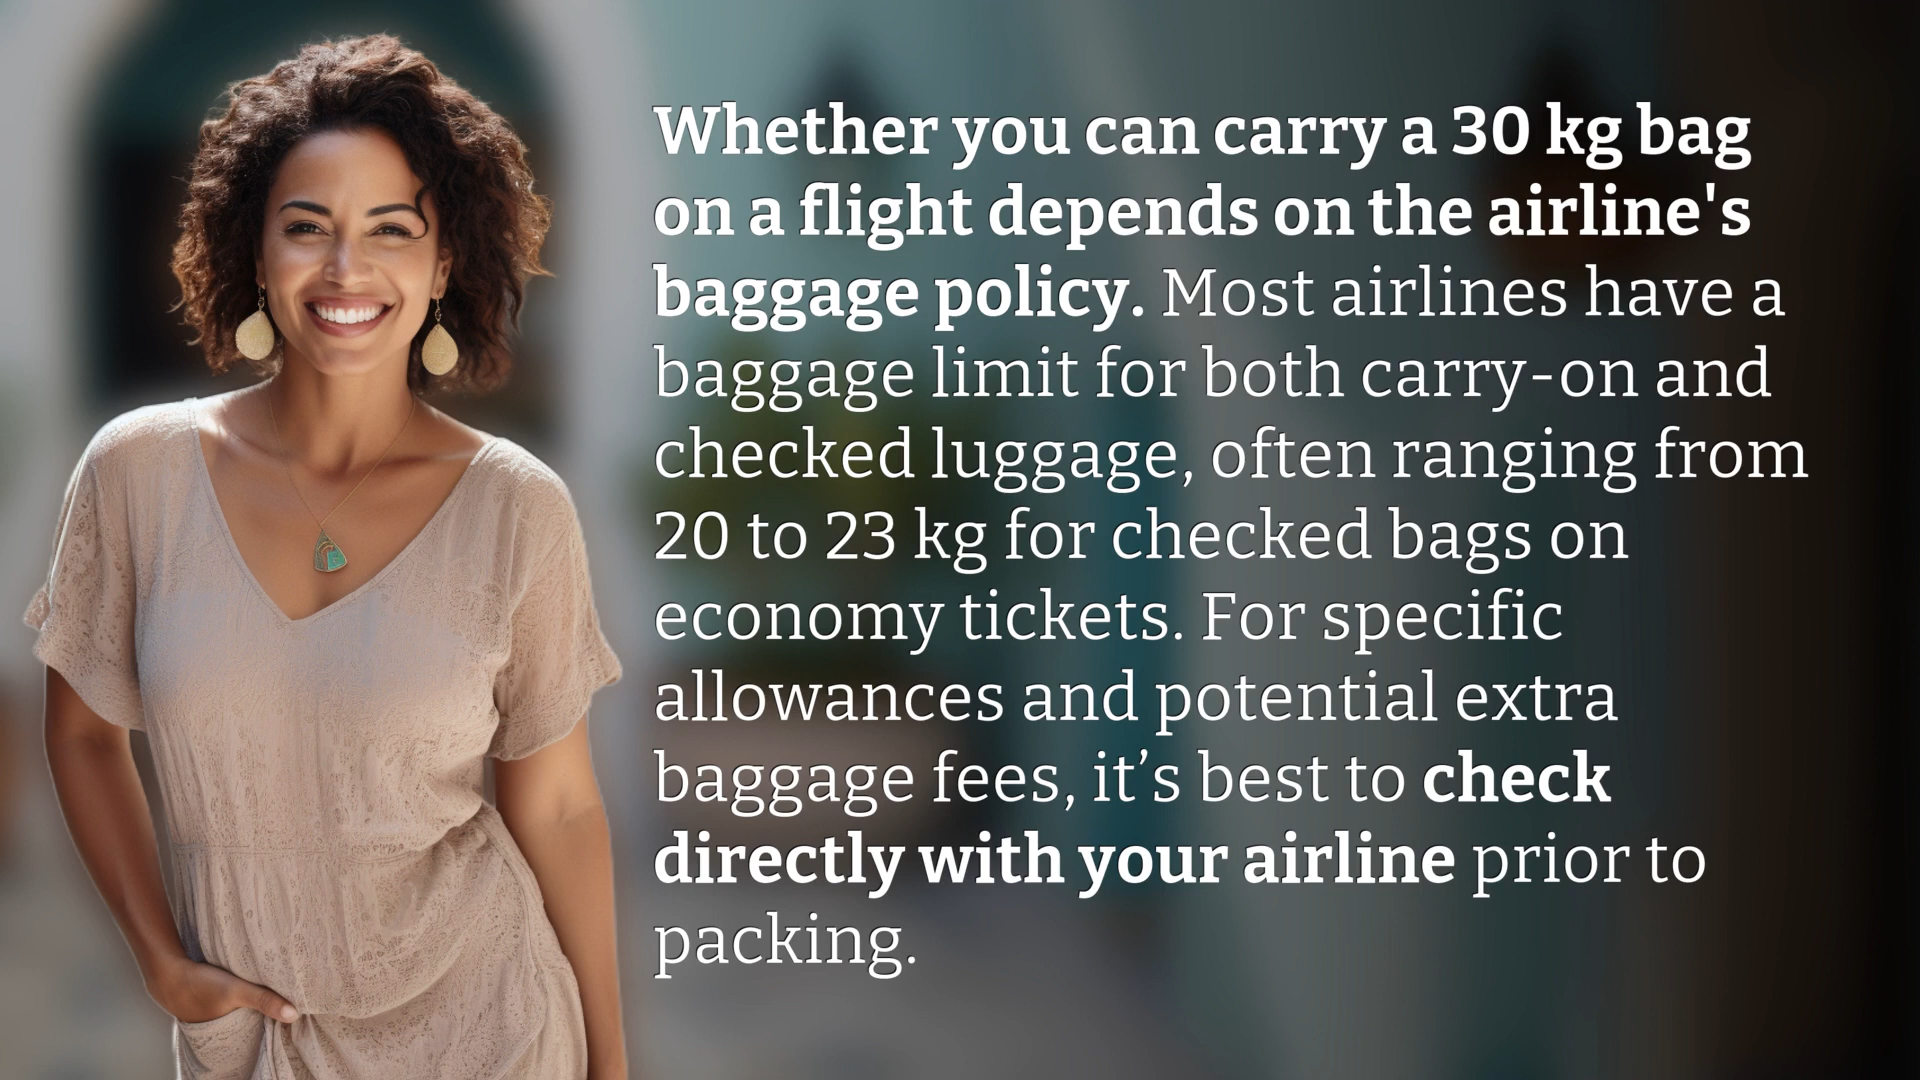 Whether you can carry a 30 kg bag
on a flight depends on the airline's
baggage policy. Most airlines have a
baggage limit for both carry-on and
checked luggage, often ranging from
20 to 23 kg for checked bags on
economy tickets. For specific
allowances and potential extra
baggage fees, it’s best to check
directly with your airline prior to
packing.